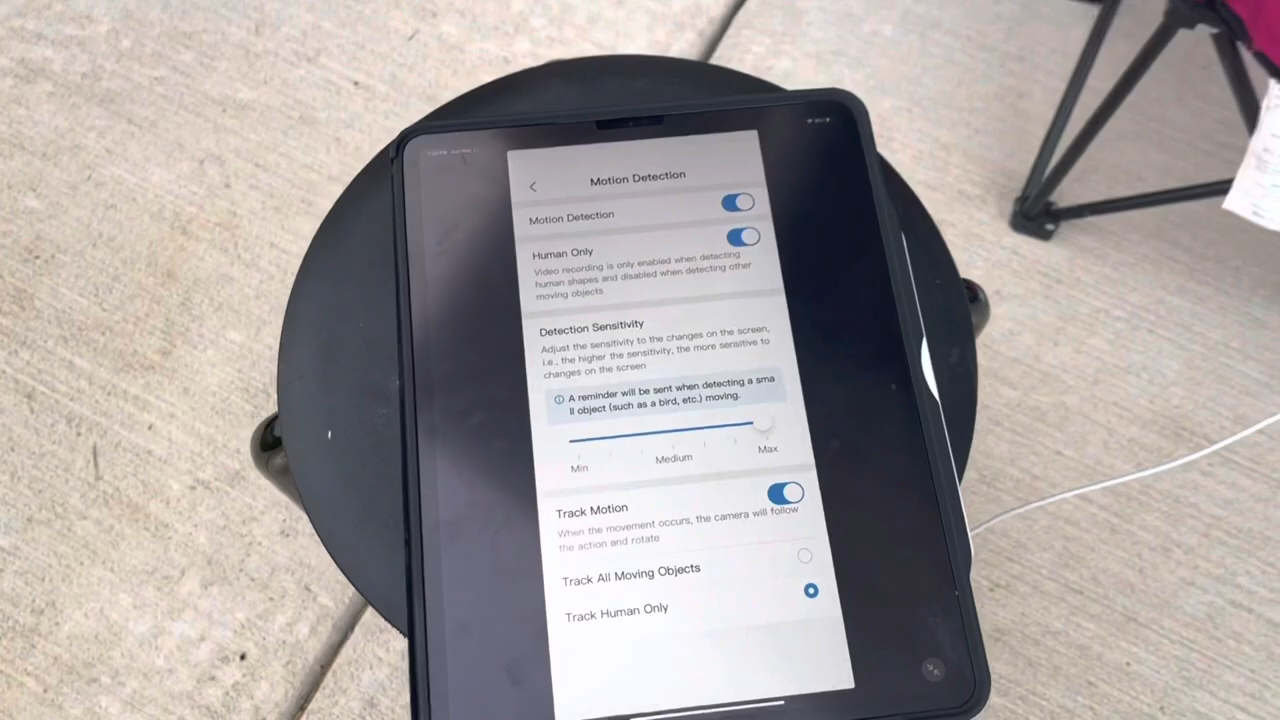 Motion Detection
Motion Detection
Human Only
Video recording is only enabled when detecting
human shapes and disabled when detecting other
moving objects
Detection Sensitivity
Adjust the sensitivity to the changes on the screen,
i.e., the higher the sensitivity, the more sensitive to
changes on the screen
A reminder will be sent when detecting a sma
ll object (such as a bird, etc.) moving.
Min Medium Max
Track Motion
When the movement occurs, the camera will follow
the action and rotate
Track All Moving Objects
Track Human Only